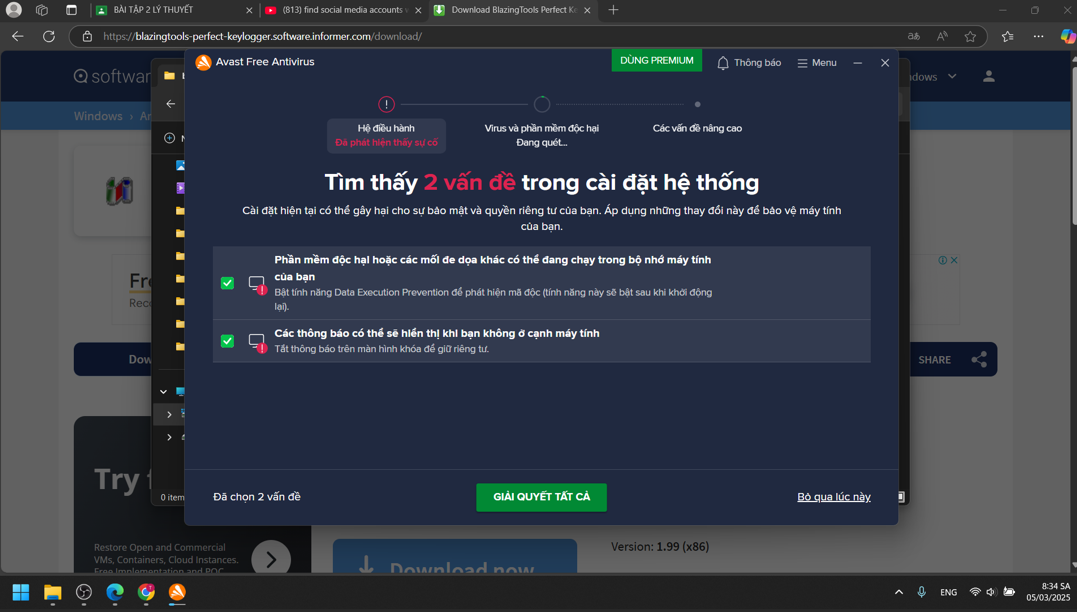 BÀI TẬP 2 LÝ THUYẾT
(813) find social media accounts
Download BlazingTools Perfect Ke
https://blazingtools-perfect-keylogger.software.informer.com/download/
Avast Free Antivirus
DÙNG PREMIUM
Thông báo
Menu
Windows
Hệ điều hành
Đã phát hiện thấy sự cố
Virus và phần mềm độc hại
Đang quét...
Các vấn đề nâng cao
Tìm thấy 2 vấn đề trong cài đặt hệ thống
Cài đặt hiện tại có thể gây hại cho sự bảo mật và quyền riêng tư của bạn. Áp dụng những thay đổi này để bảo vệ máy tính
của bạn.
Phần mềm độc hại hoặc các mối đe dọa khác có thể đang chạy trong bộ nhớ máy tính
của bạn
Bật tính năng Data Execution Prevention để phát hiện mã độc (tính năng này sẽ bật sau khi khởi động
lại).
Các thông báo có thể sẽ hiển thị khi bạn không ở cạnh máy tính
Tắt thông báo trên màn hình khóa để giữ riêng tư.
SHARE
Đã chọn 2 vấn đề
GIẢI QUYẾT TẤT CẢ
Bỏ qua lúc này
Try
0 item
Restore Open and Commercial
VMs, Containers, Cloud Instances.
Free Implementation and POC
Download now
Version: 1.99 (x86)
ENG
8:34 SA
05/03/2025